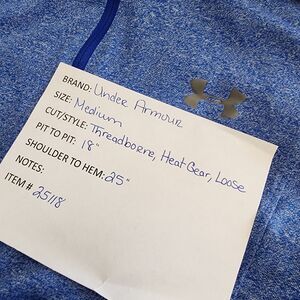 BRAND: Under Armour
SIZE: Medium
CUT/STYLE: Threadborne, HeatGear, Loose
PIT TO PIT: 18"
SHOULDER TO HEM: 25"
NOTES:
ITEM # 25118